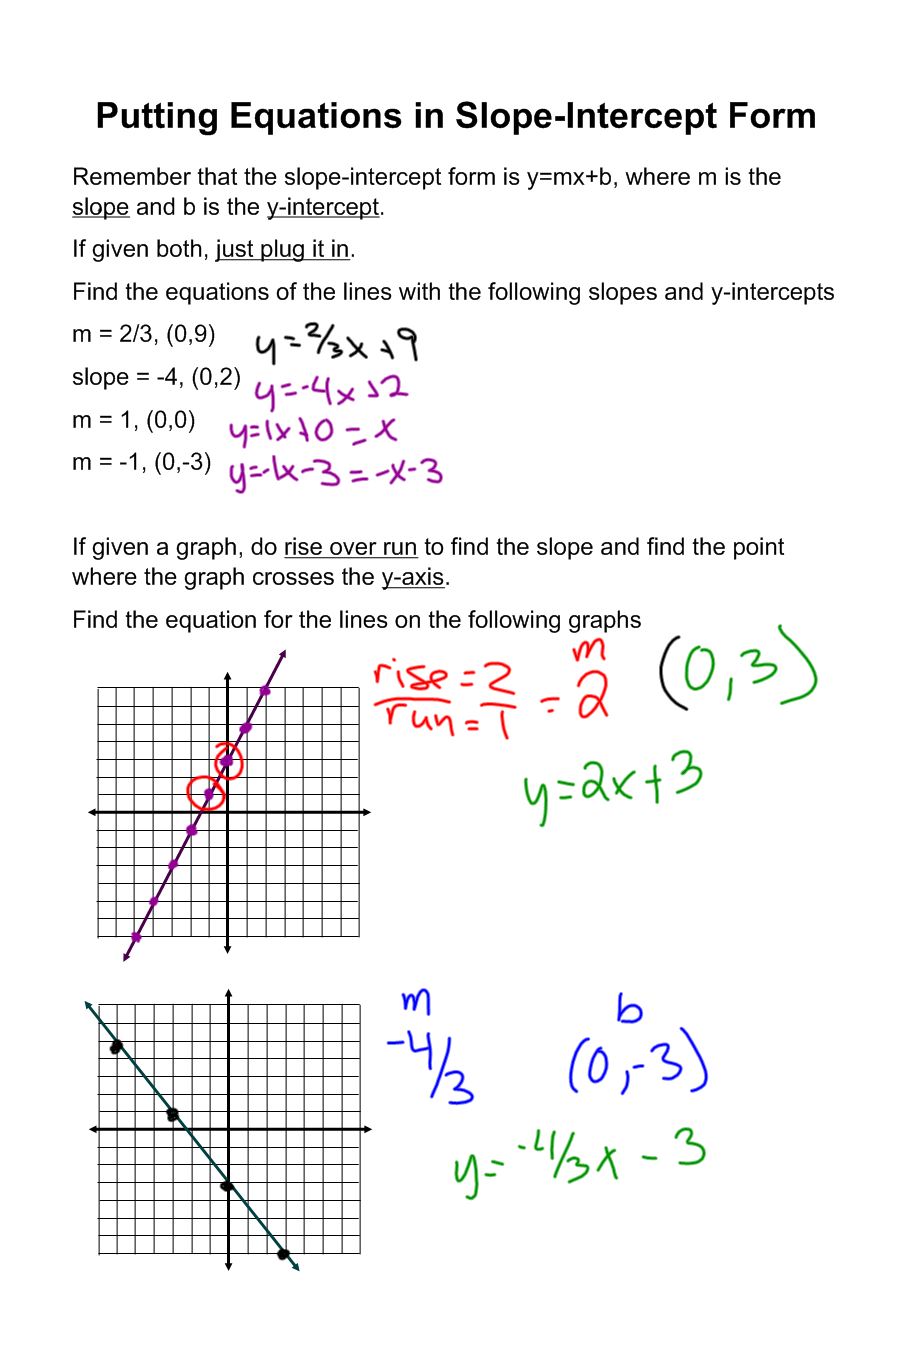 Putting Equations in Slope-Intercept Form
Remember that the slope-intercept form is y=mx+b, where m is the
slope and b is the y-intercept.
If given both, just plug it in.
Find the equations of the lines with the following slopes and y-intercepts
m = 2/3, (0,9) y=2/3x+9
slope = -4, (0,2) y=-4x+2
m = 1, (0,0) y=1x+0 = x
m = -1, (0,-3) y=-1x-3=-x-3
If given a graph, do rise over run to find the slope and find the point
where the graph crosses the y-axis.
Find the equation for the lines on the following graphs
m
rise = 2 = 2 (0,3)
run = 1
y=2x+3
m b
-4/3 (0,-3)
y=-4/3x - 3